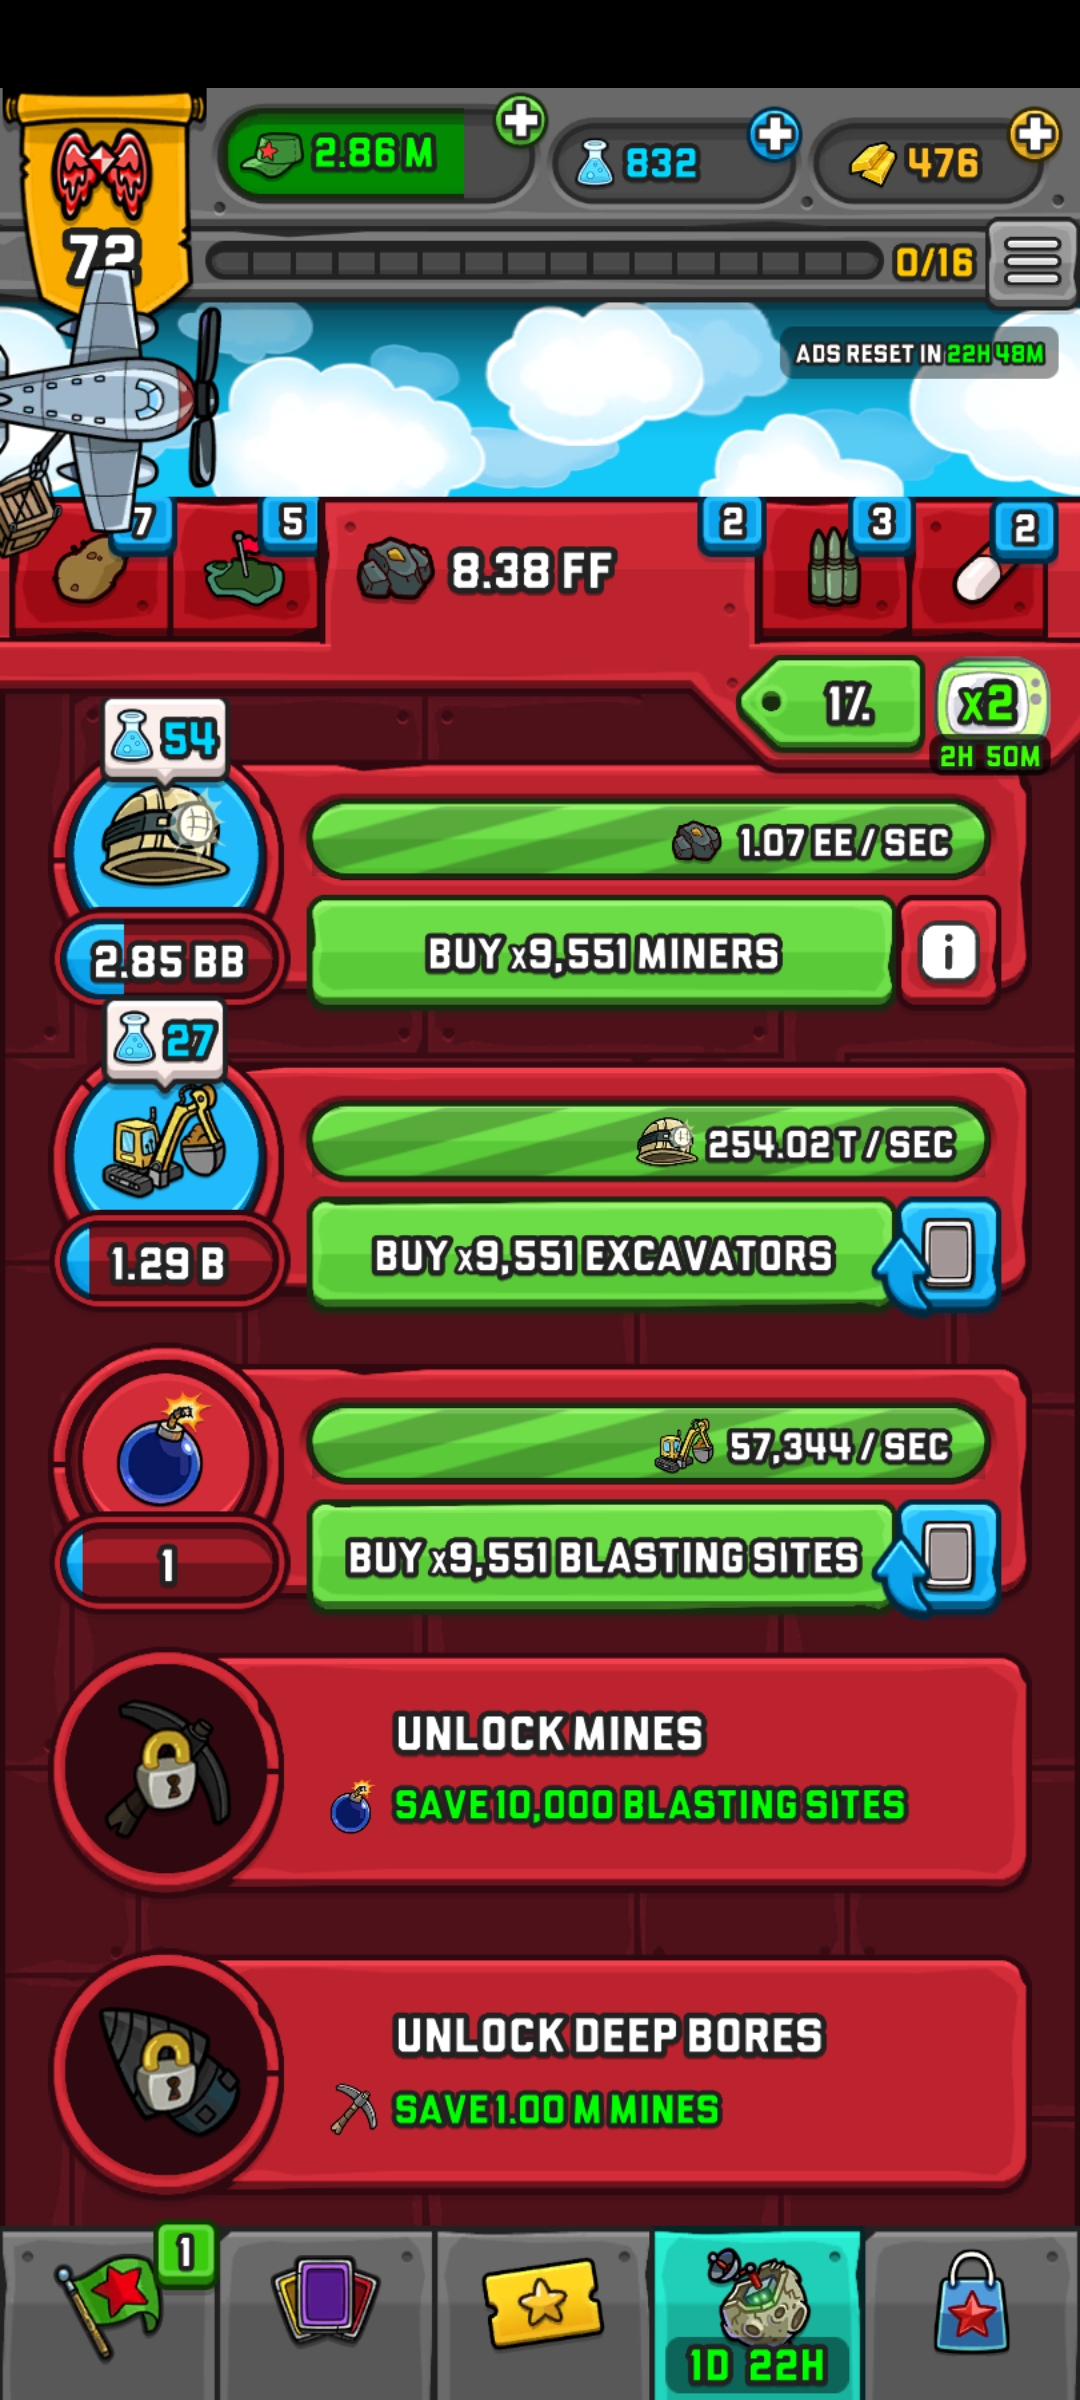 2.86 M
832
476
72
0/16
ADS RESET IN 22H 48M
7
5
8.38 FF
2
3
2
1%
x2
2H 50M
54
1.07 EE / SEC
2.85 BB
BUY x9,551 MINERS
i
27
254.02 T / SEC
1.29 B
BUY x9,551 EXCAVATORS
57,344 / SEC
1
BUY x9,551 BLASTING SITES
UNLOCK MINES
SAVE 10,000 BLASTING SITES
UNLOCK DEEP BORES
SAVE 1.00 M MINES
1
1D 22H